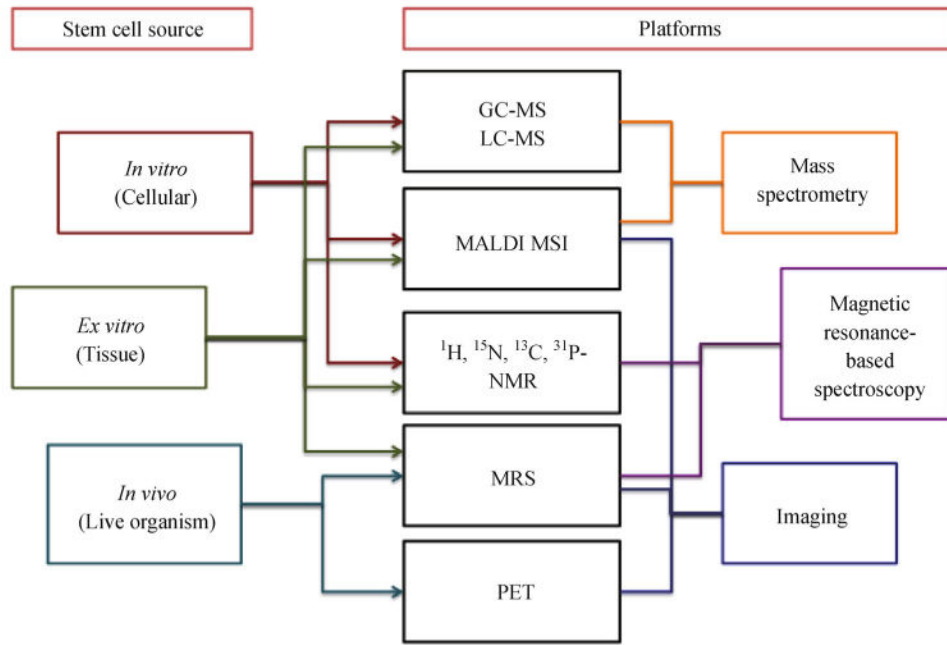 Stem cell source
Platforms
In vitro
(Cellular)
Ex vitro
(Tissue)
In vivo
(Live organism)
GC-MS
LC-MS
MALDI MSI
¹H, ¹⁵N, ¹³C, ³¹P-
NMR
MRS
PET
Mass
spectrometry
Magnetic
resonance-
based
spectroscopy
Imaging